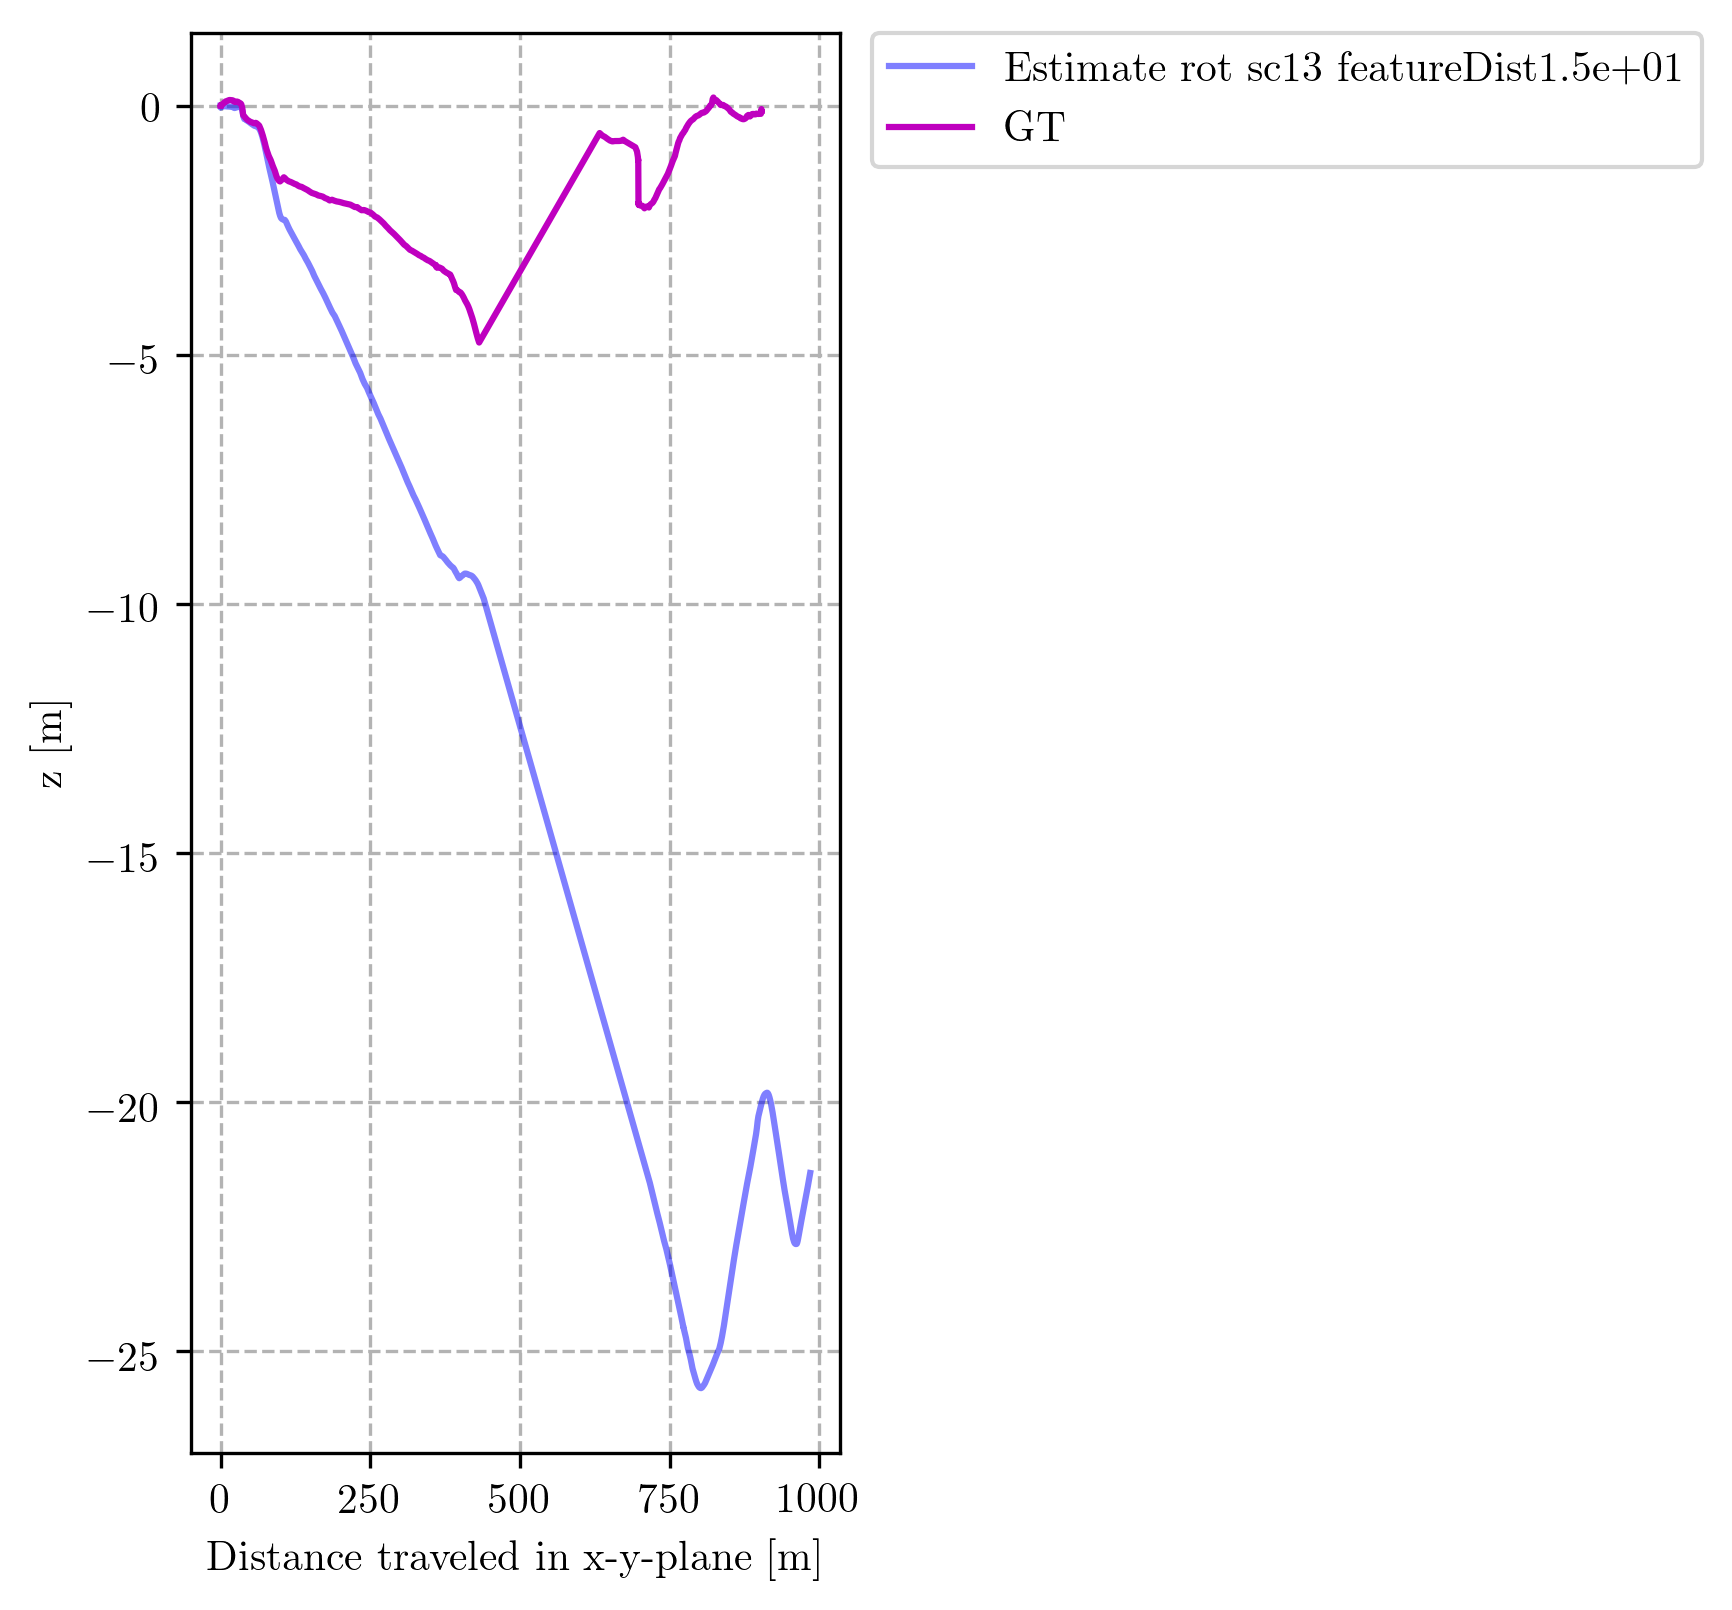 Estimate rot sc13 featureDist1.5e+01
GT
0
−5
−10
−15
−20
−25
z [m]
0 250 500 750 1000
Distance traveled in x-y-plane [m]